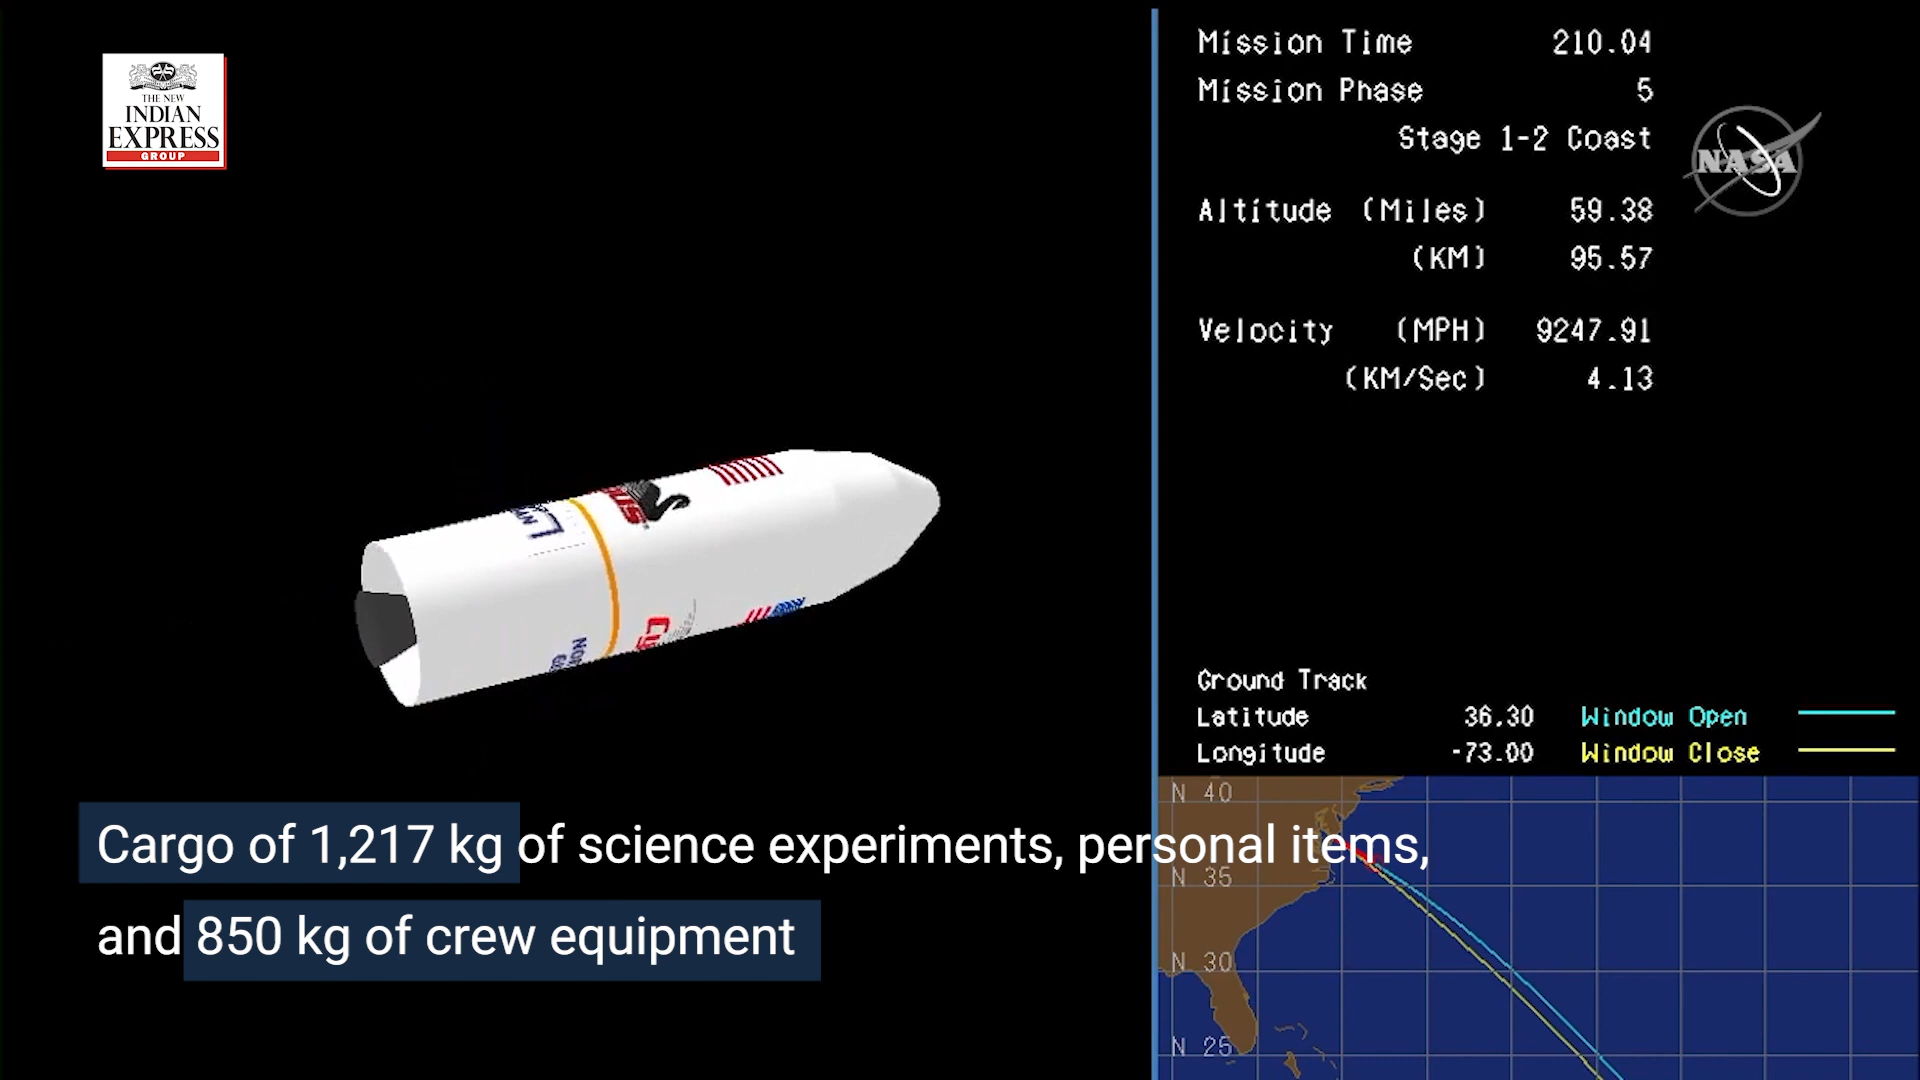 THE NEW
INDIAN
EXPRESS
GROUP
Mission Time 210.04
Mission Phase 5
Stage 1-2 Coast
NASA
Altitude (Miles) 59.38
(KM) 95.57
Velocity (MPH) 9247.91
(KM/Sec) 4.13
Ground Track
Latitude 36.30 Window Open
Longitude -73.00 Window Close
N 40
N 35
N 30
N 25
Cargo of 1,217 kg of science experiments, personal items,
and 850 kg of crew equipment